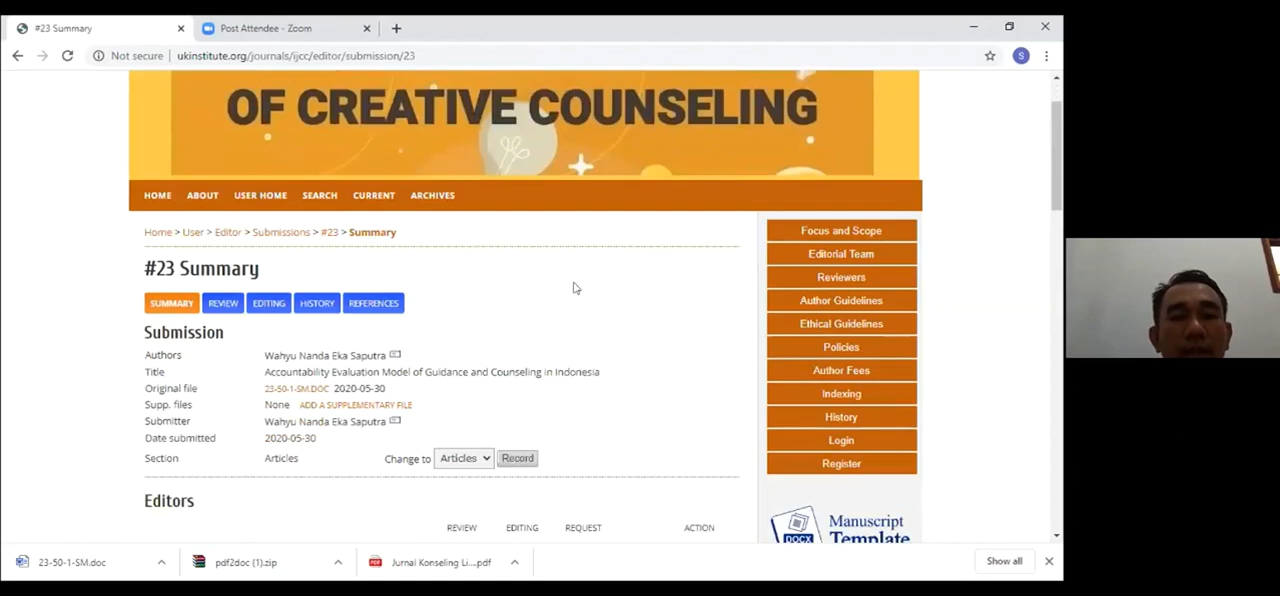 #23 Summary
Post Attendee - Zoom
Not secure
ukinstitute.org/journals/ijcc/editor/submission/23
S
OF CREATIVE COUNSELING
HOME ABOUT USER HOME SEARCH CURRENT ARCHIVES
Home > User > Editor > Submissions > #23 > Summary
#23 Summary
SUMMARY REVIEW EDITING HISTORY REFERENCES
Submission
Authors Wahyu Nanda Eka Saputra
Title Accountability Evaluation Model of Guidance and Counseling in Indonesia
Original file 23-50-1-SM.DOC 2020-05-30
Supp. files None ADD A SUPPLEMENTARY FILE
Submitter Wahyu Nanda Eka Saputra
Date submitted 2020-05-30
Section Articles Change to Articles Record
Editors
REVIEW EDITING REQUEST ACTION
Focus and Scope
Editorial Team
Reviewers
Author Guidelines
Ethical Guidelines
Policies
Author Fees
Indexing
History
Login
Register
DOCX
Manuscript
Template
23-50-1-SM.doc
pdf2doc (1).zip
PDF
Jurnal Konseling Li....pdf
Show all